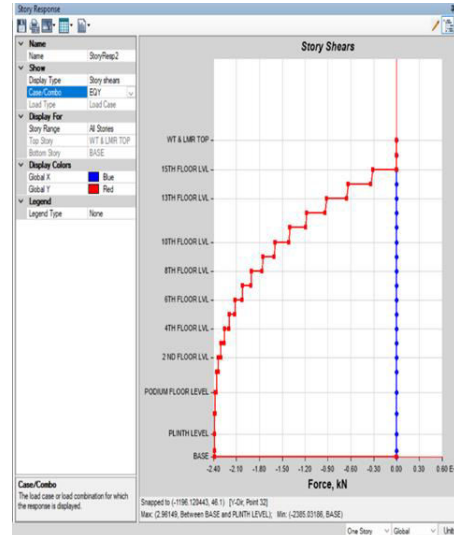 Story Response
Name
Name StoryResp2
Show
Display Type Story shears
Case/Combo EQY
Load Type Load Case
Display For
Story Range All Stories
Top Story WT & LMR TOP
Bottom Story BASE
Display Colors
Global X Blue
Global Y Red
Legend
Legend Type None
Case/Combo
The load case or load combination for which
the response is displayed.
Story Shears
WT & LMR TOP
15TH FLOOR LVL
13TH FLOOR LVL
10TH FLOOR LVL
8TH FLOOR LVL
6TH FLOOR LVL
4TH FLOOR LVL
2 ND FLOOR LVL
PODIUM FLOOR LEVEL
PLINTH LEVEL
BASE
-2.40 -2.10 -1.80 -1.50 -1.20 -0.90 -0.60 -0.30 0.00 0.30 0.60 E
Force, kN
Snapped to (-1196.120443, 46.1) [Y-Dir, Point 32]
Max: (2.96149, Between BASE and PLINTH LEVEL); Min: (-2385.03186, BASE)
One Story Global Unit